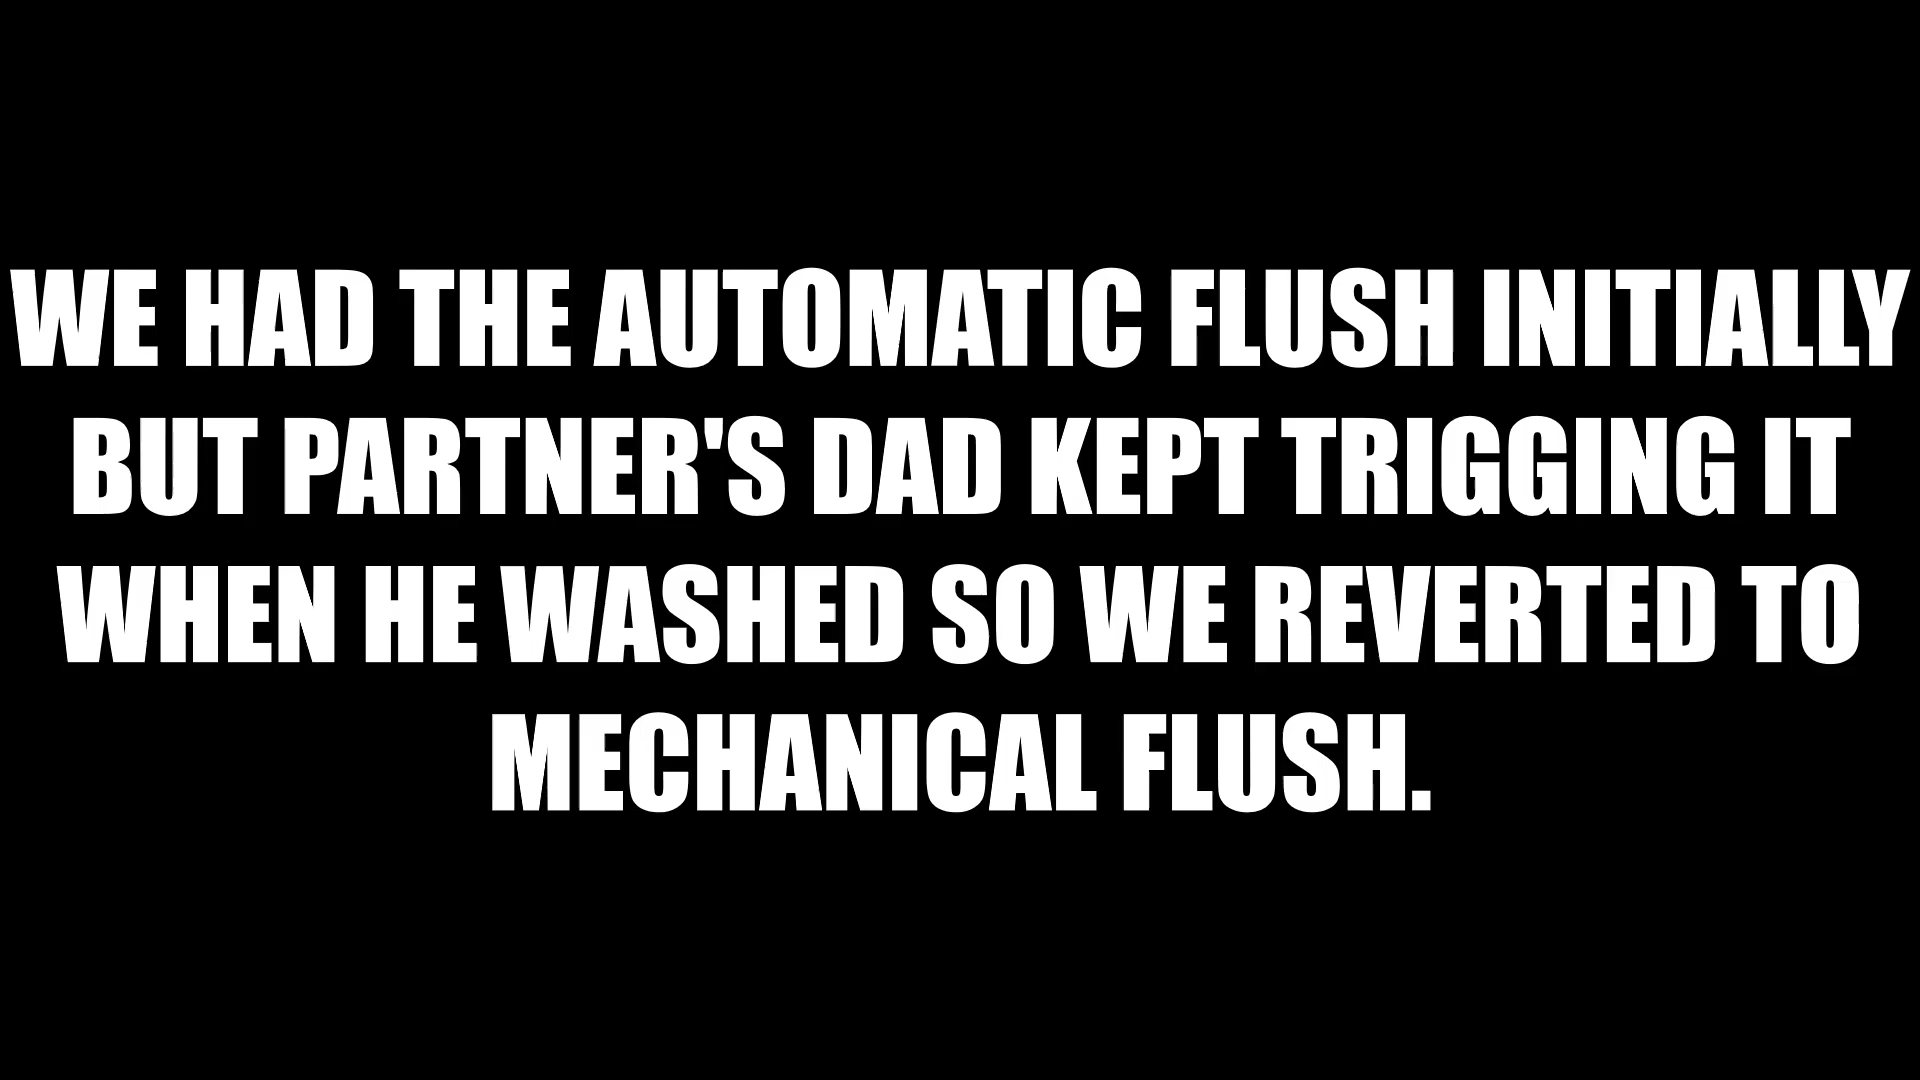 WE HAD THE AUTOMATIC FLUSH INITIALLY
BUT PARTNER'S DAD KEPT TRIGGING IT
WHEN HE WASHED SO WE REVERTED TO
MECHANICAL FLUSH.